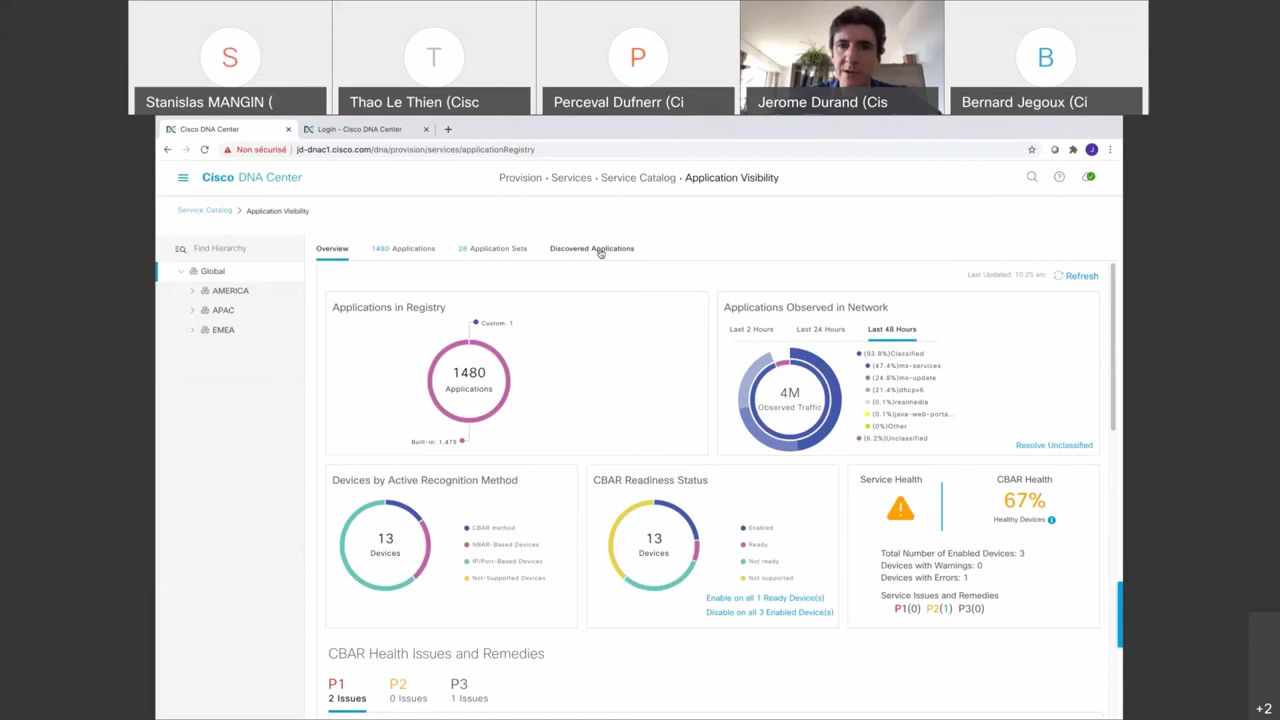 S
T
P
B
Stanislas MANGIN (
Thao Le Thien (Cisc
Perceval Dufnerr (Ci
Jerome Durand (Cis
Bernard Jegoux (Ci
Cisco DNA Center
Login - Cisco DNA Center
Non sécurisé
jd-dnac1.cisco.com/dna/provision/services/applicationRegistry
J
Cisco DNA Center
Provision · Services · Service Catalog · Application Visibility
Service Catalog > Application Visibility
Find Hierarchy
Global
AMERICA
APAC
EMEA
Overview
1480 Applications
28 Application Sets
Discovered Applications
Last Updated: 10:25 am
Refresh
Applications in Registry
Custom: 1
1480
Applications
Built-in: 1,479
Applications Observed in Network
Last 2 Hours
Last 24 Hours
Last 48 Hours
4M
Observed Traffic
(93.8%)Classified
(47.4%)ms-services
(24.8%)ms-update
(21.4%)dhcpv6
(0.1%)realmedia
(0.1%)java-web-porta...
(0%)Other
(6.2%)Unclassified
Resolve Unclassified
Devices by Active Recognition Method
13
Devices
CBAR method
NBAR-Based Devices
IP/Port-Based Devices
Not-Supported Devices
CBAR Readiness Status
13
Devices
Enabled
Ready
Not ready
Not supported
Enable on all 1 Ready Device(s)
Disable on all 3 Enabled Device(s)
Service Health
CBAR Health
67%
Healthy Devices
Total Number of Enabled Devices: 3
Devices with Warnings: 0
Devices with Errors: 1
Service Issues and Remedies
P1(0) P2(1) P3(0)
CBAR Health Issues and Remedies
P1
2 Issues
P2
0 Issues
P3
1 Issues
+2